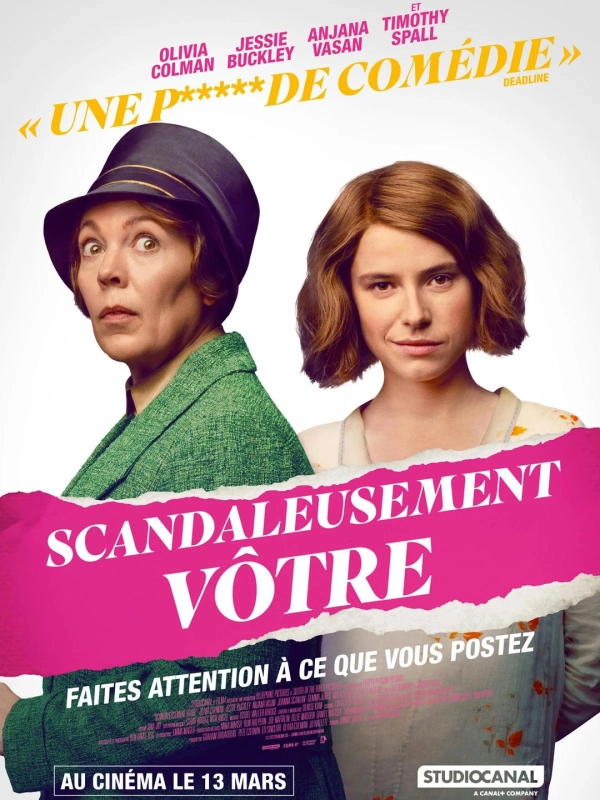 OLIVIA
COLMAN
JESSIE
BUCKLEY
ANJANA
VASAN
ET
TIMOTHY
SPALL
« UNE P*****DE COMÉDIE »
DEADLINE
SCANDALEUSEMENT
VÔTRE
FAITES ATTENTION À CE QUE VOUS POSTEZ
AU CINÉMA LE 13 MARS
STUDIOCANAL
A CANAL+ COMPANY